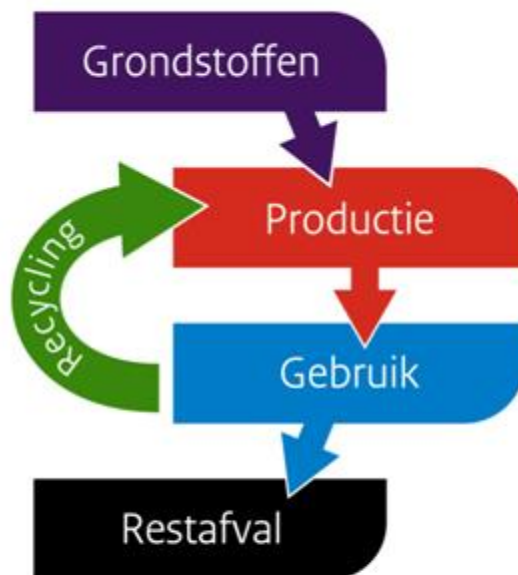 Grondstoffen
Productie
Recycling
Gebruik
Restafval